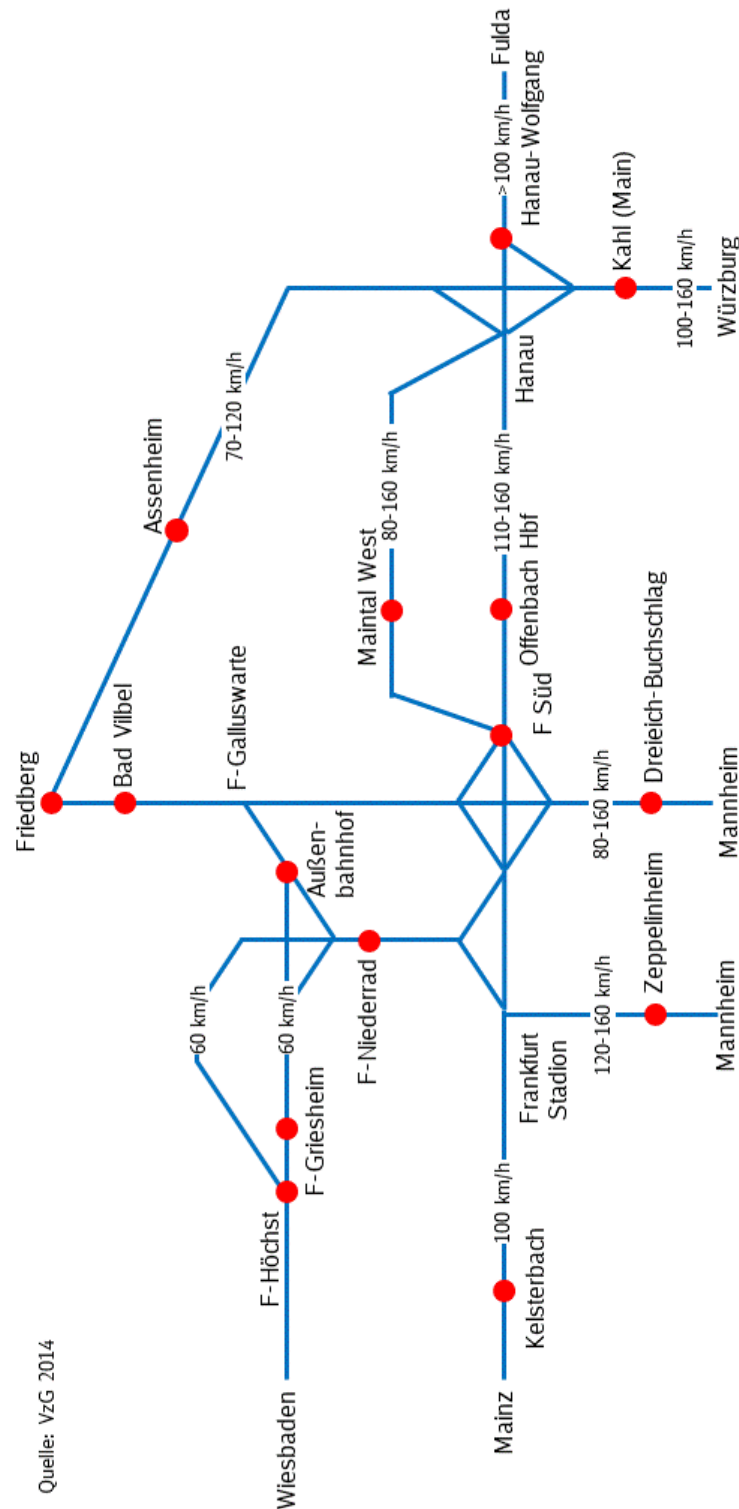 Quelle: VzG 2014
Friedberg
Bad Vilbel
Assenheim
70-120 km/h
F-Galluswarte
60 km/h
F-Höchst
Wiesbaden
60 km/h
F-Griesheim
Außen-
bahnhof
F-Niederrad
Maintal West
80-160 km/h
Mainz
Kelsterbach
100 km/h
Frankfurt
Stadion
F Süd
Offenbach Hbf
110-160 km/h
Hanau
>100 km/h
Hanau-Wolfgang
Fulda
120-160 km/h
Zeppelinheim
Mannheim
80-160 km/h
Dreieich-Buchschlag
Mannheim
Kahl (Main)
100-160 km/h
Würzburg